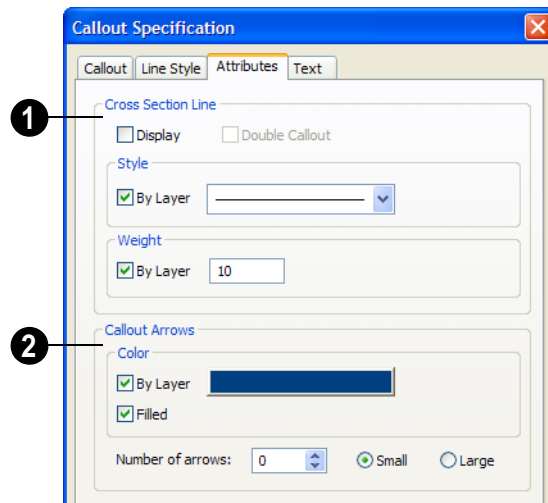 Callout Specification
Callout Line Style Attributes Text
1
Cross Section Line
Display Double Callout
Style
By Layer
Weight
By Layer 10
2
Callout Arrows
Color
By Layer
Filled
Number of arrows: 0 Small Large